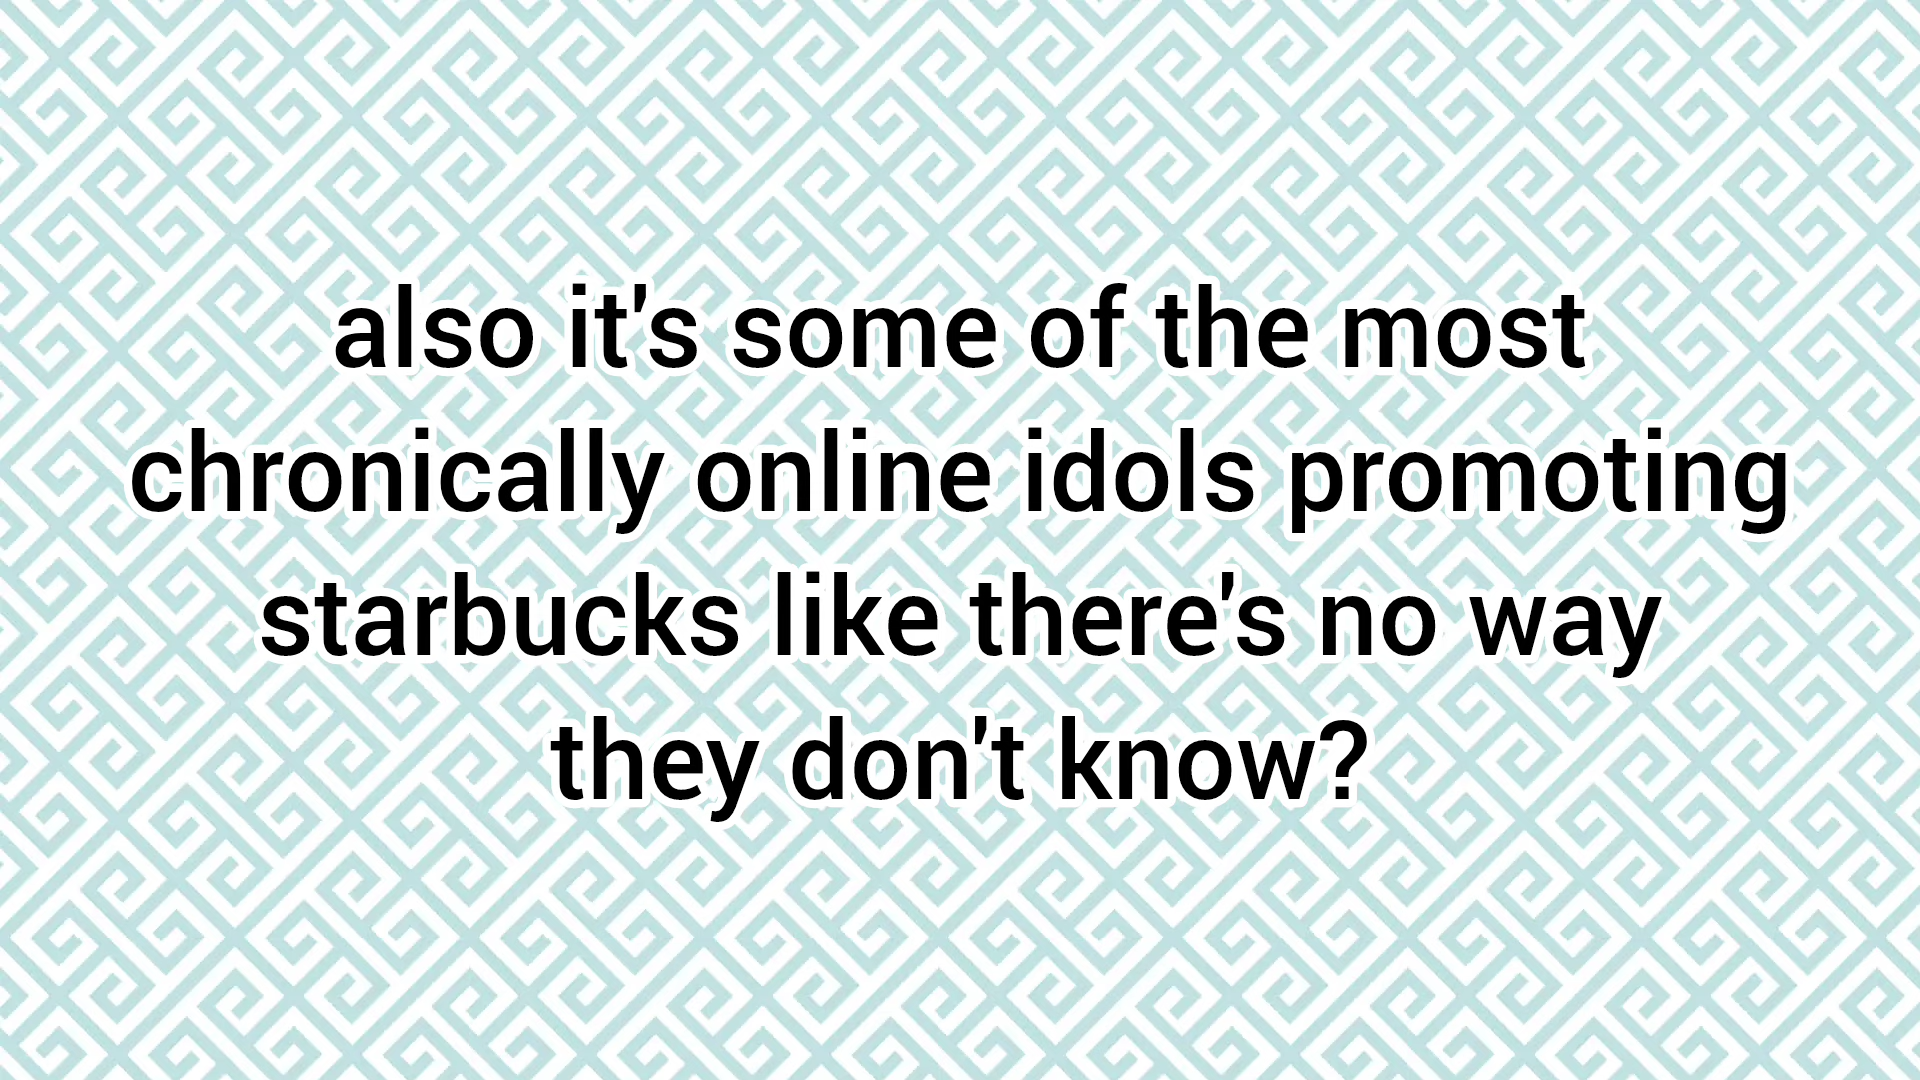 also it's some of the most
chronically online idols promoting
starbucks like there's no way
they don't know?